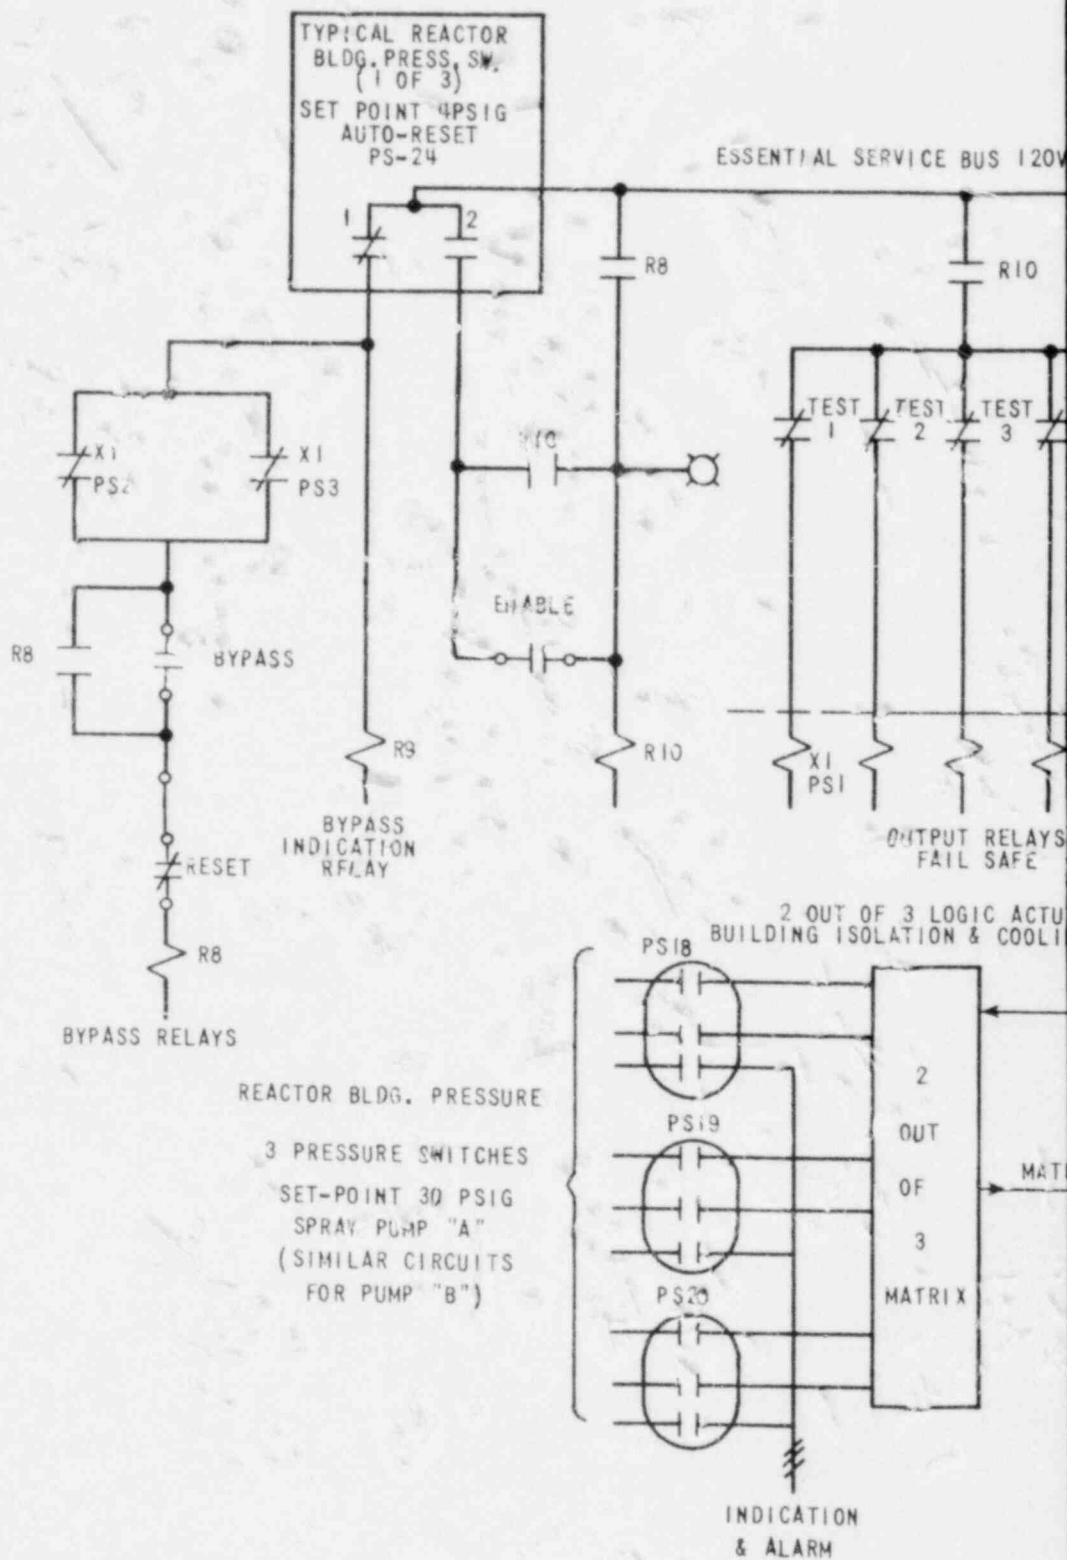 TYPICAL REACTOR
BLDG. PRESS. SW.
(1 OF 3)
SET POINT 4PSIG
AUTO-RESET
PS-24
ESSENTIAL SERVICE BUS 120V
1
2
R8
R10
TEST
1
TEST
2
TEST
3
X1
PS2
X1
PS3
ENABLE
R8
BYPASS
R9
R10
X1
PS1
BYPASS
INDICATION
RELAY
OUTPUT RELAYS
FAIL SAFE
RESET
R8
BYPASS RELAYS
2 OUT OF 3 LOGIC ACTU
BUILDING ISOLATION & COOLI
PS18
REACTOR BLDG. PRESSURE
3 PRESSURE SWITCHES
SET-POINT 30 PSIG
SPRAY PUMP "A"
(SIMILAR CIRCUITS
FOR PUMP "B")
PS19
PS20
2
OUT
OF
3
MATRIX
MATI
INDICATION
& ALARM